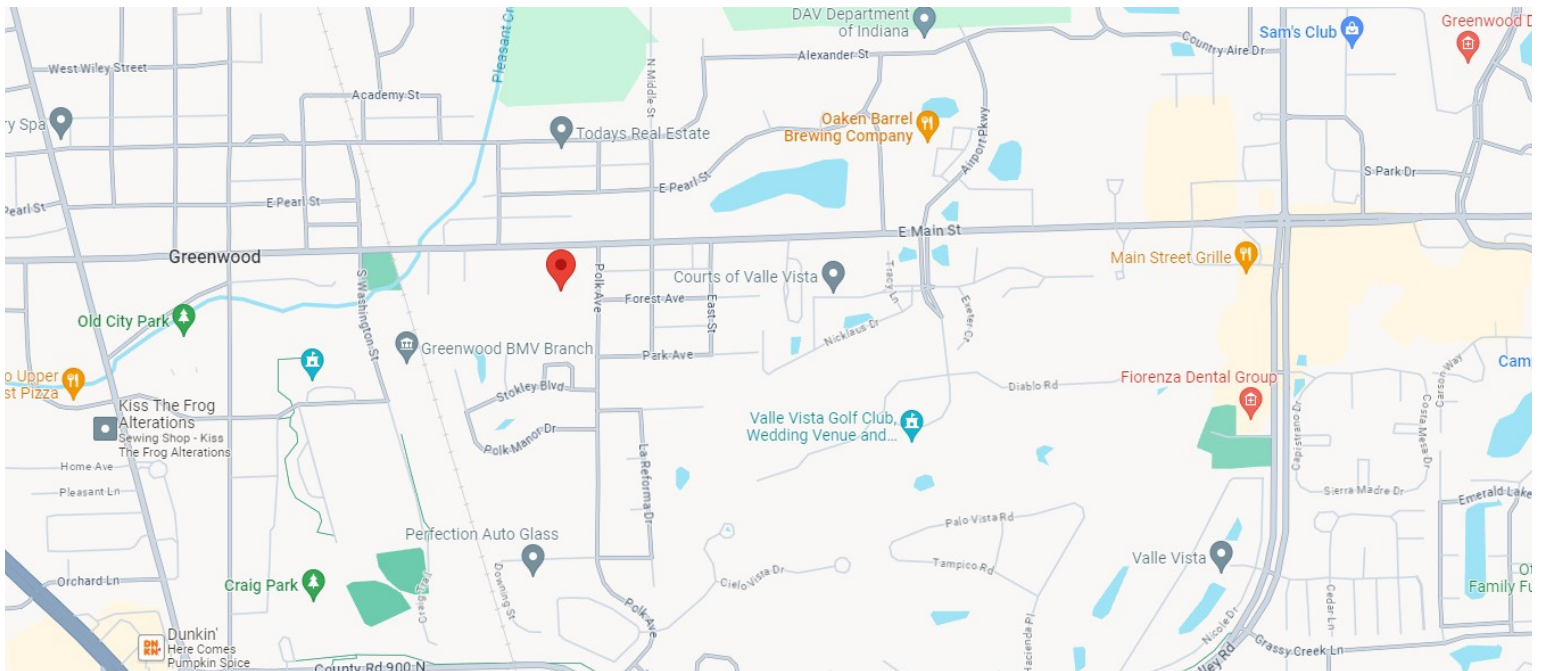 DAV Department
of Indiana
Alexander St
Country Aire Dr
Sam's Club
Greenwood D
West Wiley Street
Pleasant Cr
N Middle St
Academy St
ry Spa
Todays Real Estate
Oaken Barrel
Brewing Company
Airport Pkwy
S Park Dr
E Pearl St
E Pearl St
Pearl St
E Main St
Greenwood
Main Street Grille
S Washington St
Polk Ave
Forest Ave
East St
Courts of Valle Vista
Tracy Ln
Exeter Ct
Nicklaus Dr
Old City Park
Greenwood BMV Branch
Park Ave
o Upper
st Pizza
Stokley Blvd
Diablo Rd
Fiorenza Dental Group
Carson Way
Cam
Kiss The Frog
Alterations
Sewing Shop - Kiss
The Frog Alterations
Polk Manor Dr
La Reforma Dr
Valle Vista Golf Club,
Wedding Venue and...
Capistrano Dr
Costa Mesa Dr
Home Ave
Pleasant Ln
Sierra Madre Dr
Emerald Lake
Palo Vista Rd
Perfection Auto Glass
Tampico Rd
Valle Vista
Orchard Ln
Craig Park
Craig Trail
Downing St
Cielo Vista Dr
Polk Ave
Hacienda Pl
Nicole Dr
Cedar Ln
Of
Family Fu
DN
KN'
Dunkin'
Here Comes
Pumpkin Spice
County Rd 900 N
lley Rd
Grassy Creek Ln